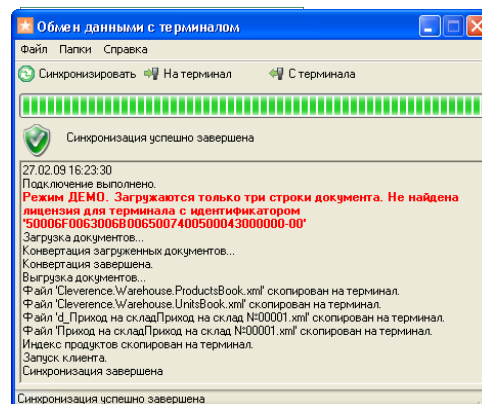 Обмен данными с терминалом
Файл Папки Справка
Синхронизировать На терминал С терминала
Синхронизация успешно завершена
27.02.09 16:23:30
Подключение выполнено.
Режим ДЕМО. Загружаются только три строки документа. Не найдена
лицензия для терминала с идентификатором
'50006F0063006B0065007400500043000000-00'
Загрузка документов...
Конвертация загруженных документов...
Конвертация завершена.
Выгрузка документов...
Файл 'Cleverence.Warehouse.ProductsBook.xml' скопирован на терминал.
Файл 'Cleverence.Warehouse.UnitsBook.xml' скопирован на терминал.
Файл 'd_Приход на складПриход на склад №00001.xml' скопирован на терминал.
Файл 'Приход на складПриход на склад №00001.xml' скопирован на терминал.
Индекс продуктов скопирован на терминал.
Запуск клиента.
Синхронизация завершена
Синхронизация успешно завершена